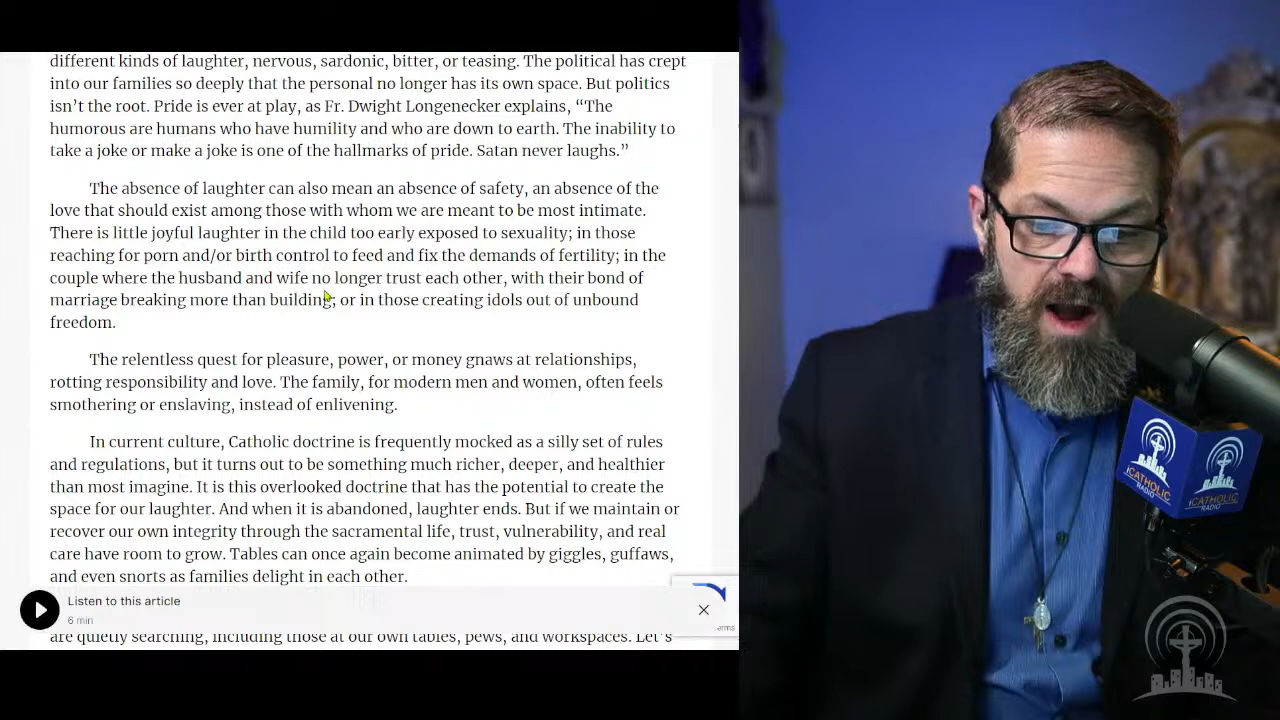 different kinds of laughter, nervous, sardonic, bitter, or teasing. The political has crept
into our families so deeply that the personal no longer has its own space. But politics
isn’t the root. Pride is ever at play, as Fr. Dwight Longenecker explains, “The
humorous are humans who have humility and who are down to earth. The inability to
take a joke or make a joke is one of the hallmarks of pride. Satan never laughs.”
The absence of laughter can also mean an absence of safety, an absence of the
love that should exist among those with whom we are meant to be most intimate.
There is little joyful laughter in the child too early exposed to sexuality; in those
reaching for porn and/or birth control to feed and fix the demands of fertility; in the
couple where the husband and wife no longer trust each other, with their bond of
marriage breaking more than building; or in those creating idols out of unbound
freedom.
The relentless quest for pleasure, power, or money gnaws at relationships,
rotting responsibility and love. The family, for modern men and women, often feels
smothering or enslaving, instead of enlivening.
In current culture, Catholic doctrine is frequently mocked as a silly set of rules
and regulations, but it turns out to be something much richer, deeper, and healthier
than most imagine. It is this overlooked doctrine that has the potential to create the
space for our laughter. And when it is abandoned, laughter ends. But if we maintain or
recover our own integrity through the sacramental life, trust, vulnerability, and real
care have room to grow. Tables can once again become animated by giggles, guffaws,
and even snorts as families delight in each other.
Listen to this article
6 min
are quietly searching, including those at our own tables, pews, and workspaces. Let’s
iCATHOLIC
RADIO
iCATHOLIC
RADIO